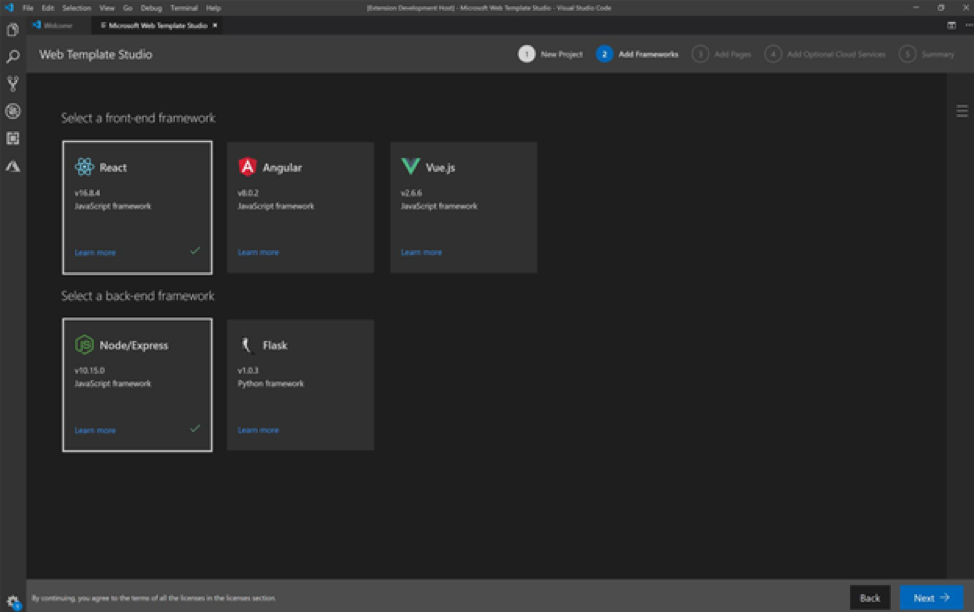 File Edit Selection View Go Debug Terminal Help
[Extension Development Host] - Microsoft Web Template Studio - Visual Studio Code
Welcome
Microsoft Web Template Studio
Web Template Studio
1 New Project
2 Add Frameworks
3 Add Pages
4 Add Optional Cloud Services
5 Summary
Select a front-end framework
React
v16.8.4
JavaScript framework
Learn more
Angular
v8.0.2
JavaScript framework
Learn more
Vue.js
v2.6.6
JavaScript framework
Learn more
Select a back-end framework
Node/Express
v10.15.0
JavaScript framework
Learn more
Flask
v1.0.3
Python framework
Learn more
By continuing, you agree to the terms of all the licenses in the licenses section.
Back
Next